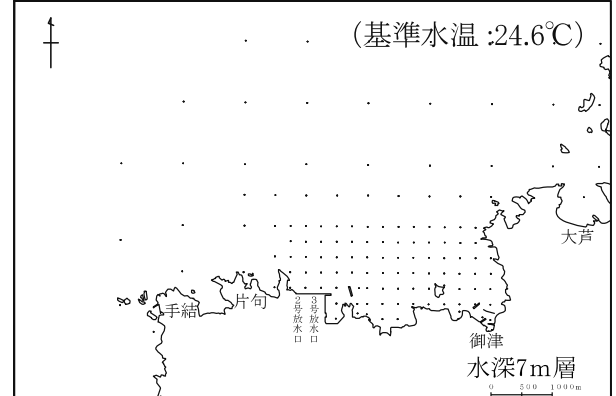 (基準水温 :24.6℃)
大芦
手結
片句
2号放水口
3号放水口
御津
水深7m層
0 500 1000m